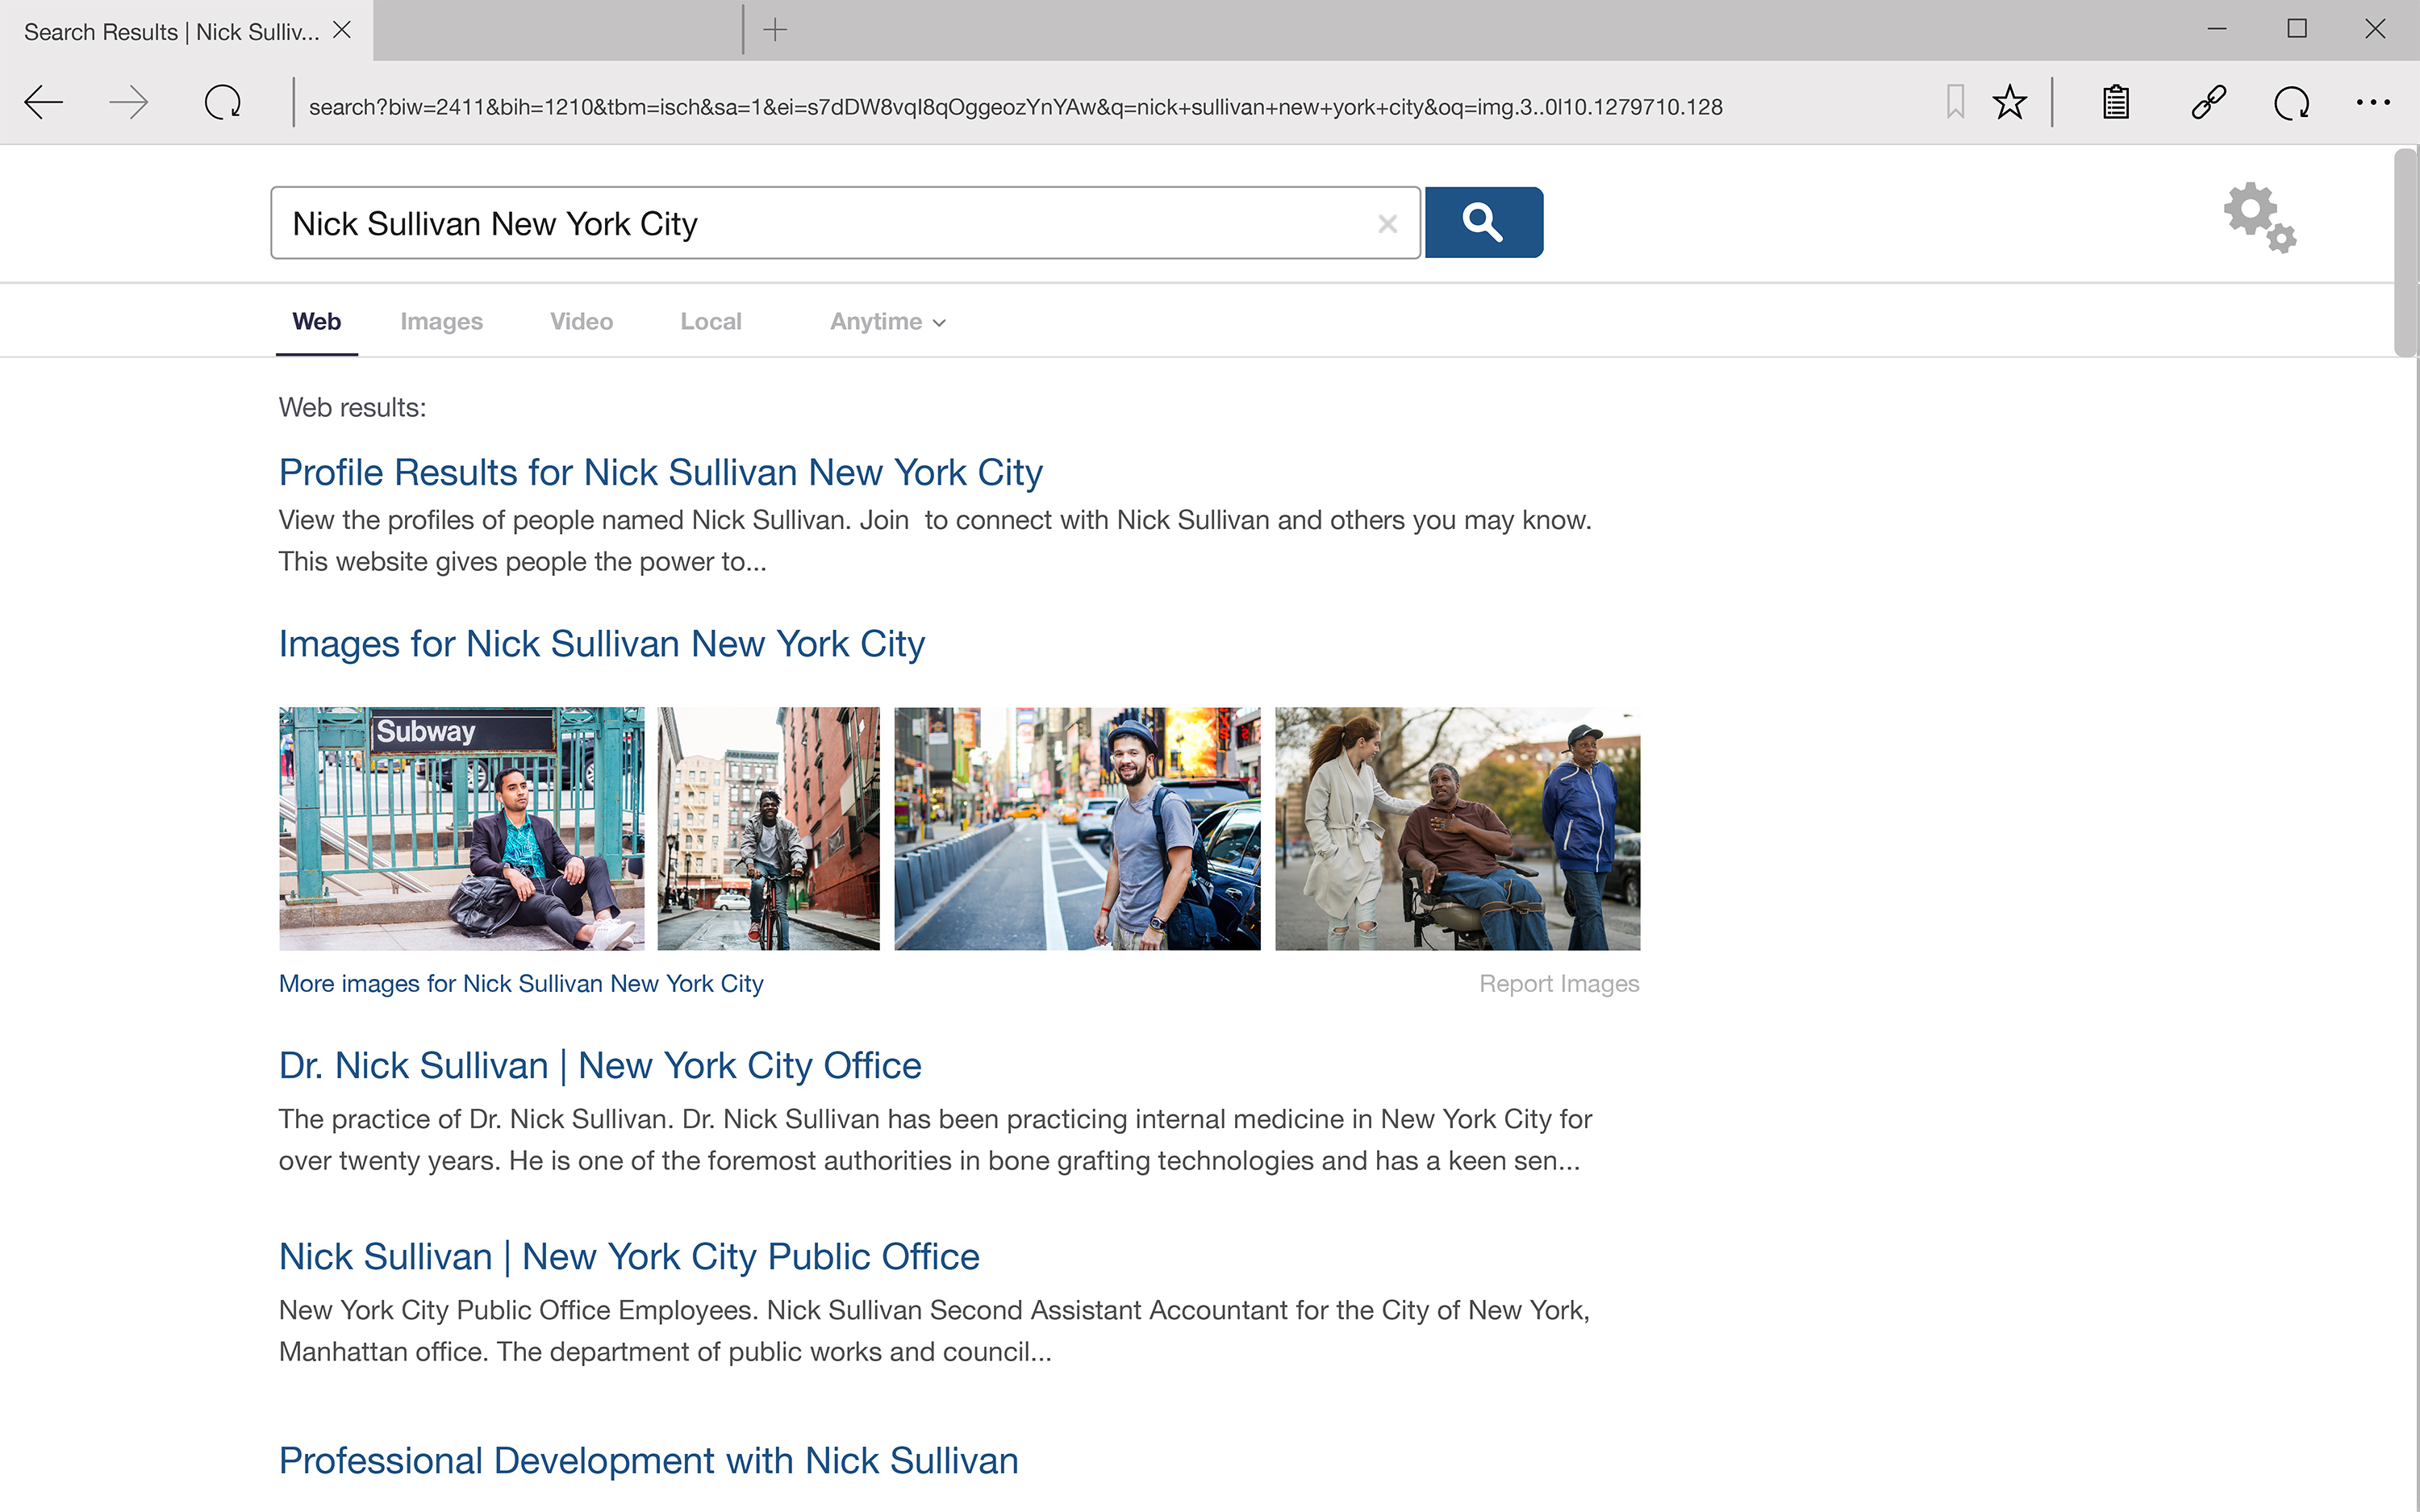 Search Results | Nick Sulliv...
search?biw=2411&bih=1210&tbm=isch&sa=1&ei=s7dDW8vqI8qOggeozYnYAw&q=nick+sullivan+new+york+city&oq=img.3..0l10.1279710.128
Nick Sullivan New York City
Web Images Video Local Anytime
Web results:
Profile Results for Nick Sullivan New York City
View the profiles of people named Nick Sullivan. Join  to connect with Nick Sullivan and others you may know.
This website gives people the power to...
Images for Nick Sullivan New York City
Subway
More images for Nick Sullivan New York City
Report Images
Dr. Nick Sullivan | New York City Office
The practice of Dr. Nick Sullivan. Dr. Nick Sullivan has been practicing internal medicine in New York City for
over twenty years. He is one of the foremost authorities in bone grafting technologies and has a keen sen...
Nick Sullivan | New York City Public Office
New York City Public Office Employees. Nick Sullivan Second Assistant Accountant for the City of New York,
Manhattan office. The department of public works and council...
Professional Development with Nick Sullivan